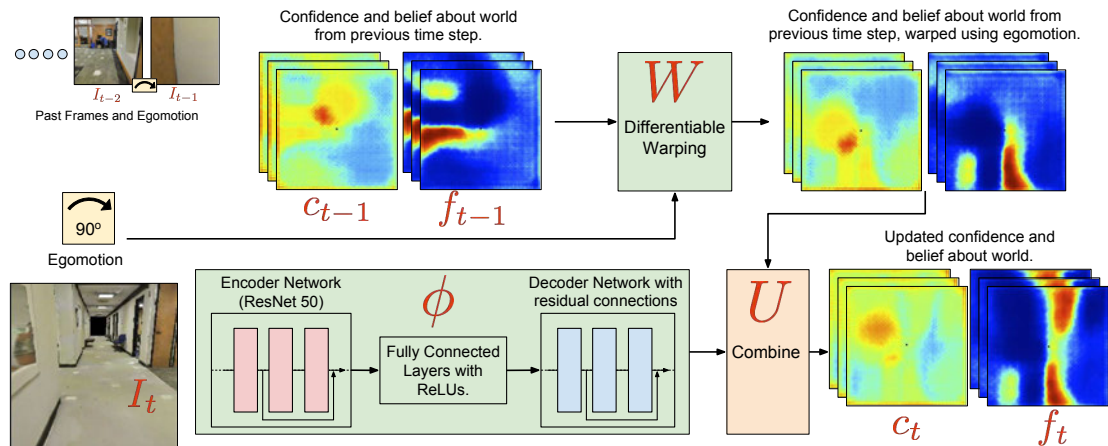 Confidence and belief about world
from previous time step.
Confidence and belief about world from
previous time step, warped using egomotion.
I_{t-2}
I_{t-1}
Past Frames and Egomotion
W
Differentiable
Warping
c_{t-1}
f_{t-1}
90º
Egomotion
Updated confidence and
belief about world.
Encoder Network
(ResNet 50)
ϕ
Decoder Network with
residual connections
Fully Connected
Layers with
ReLUs.
U
Combine
I_t
c_t
f_t